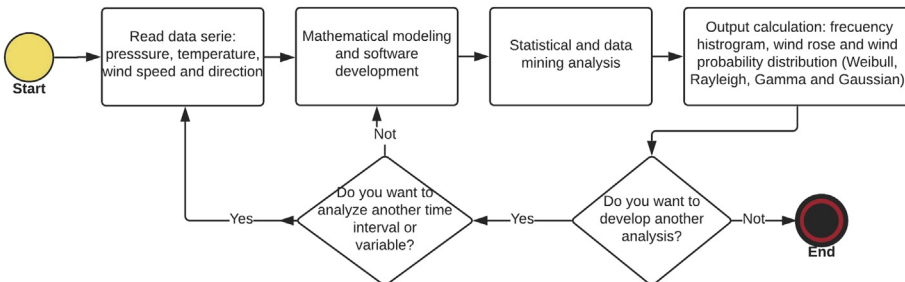 Start
Read data serie:
presssure, temperature,
wind speed and direction
Mathematical modeling
and software
development
Statistical and data
mining analysis
Output calculation: frecuency
histrogram, wind rose and wind
probability distribution (Weibull,
Rayleigh, Gamma and Gaussian)
Not
Do you want to
analyze another time
interval or
variable?
Yes
Yes
Do you want to
develop another
analysis?
Not
End